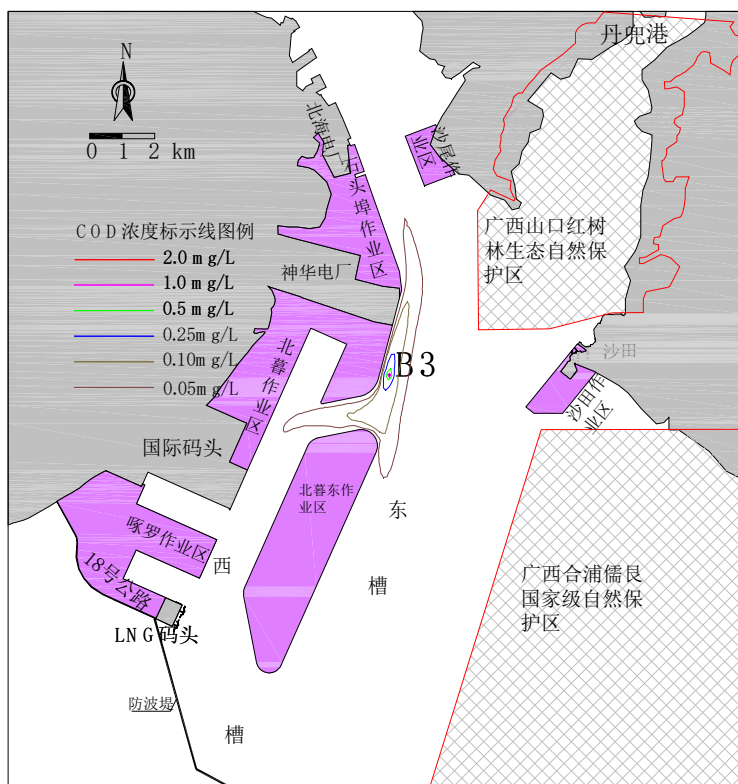 丹兜港
N
0 1 2 km
北海电厂
石头埠作业区
沙尾作
业区
COD浓度标示线图例
2.0mg/L
1.0mg/L
0.5mg/L
0.25mg/L
0.10mg/L
0.05mg/L
广西山口红树
林生态自然保
护区
神华电厂
北暮作业区
B3
沙田
沙田作
业区
国际码头
北暮东作
业区
东
槽
啄罗作业区
西
槽
18号公路
LNG码头
广西合浦儒艮
国家级自然保
护区
防波堤